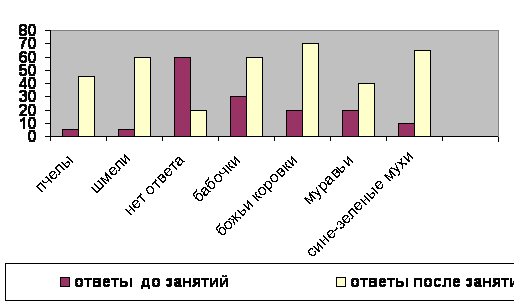 80
70
60
50
40
30
20
10
0
пчелы
шмели
нет ответа
бабочки
божьи коровки
муравьи
сине-зеленые мухи
ответы до занятий
ответы после заняти